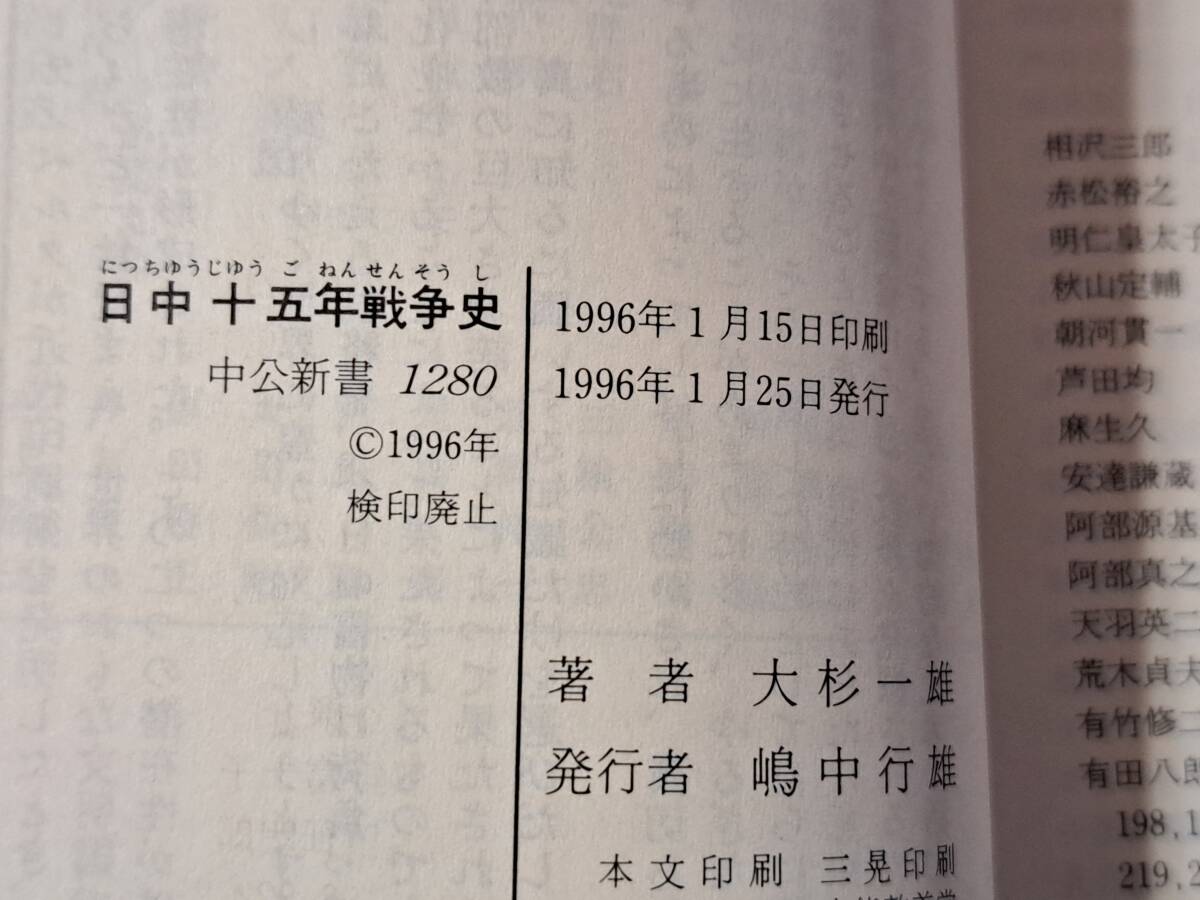 にっちゅうじゅうごねんせんそうし
日中十五年戦争史
中公新書 1280
©1996年
検印廃止
1996年1月15日印刷
1996年1月25日発行
著者 大杉一雄
発行者 嶋中行雄
本文印刷 三晃印刷
相沢三郎
赤松裕之
明仁皇太子
秋山定輔
朝河貫一
芦田均
麻生久
安達謙蔵
阿部源基
阿部真之
天羽英二
荒木貞夫
有竹修二
有田八郎
198,1
219,2